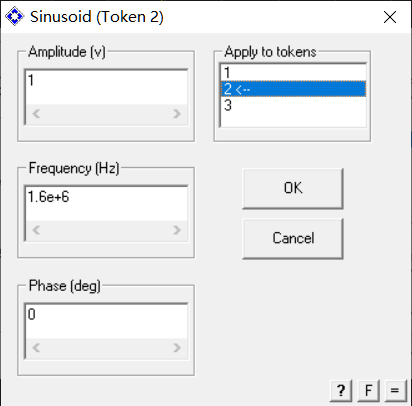 Sinusoid (Token 2)
Amplitude (v)
1
Apply to tokens
1
2 <--
3
Frequency (Hz)
1.6e+6
OK
Cancel
Phase (deg)
0
? F =